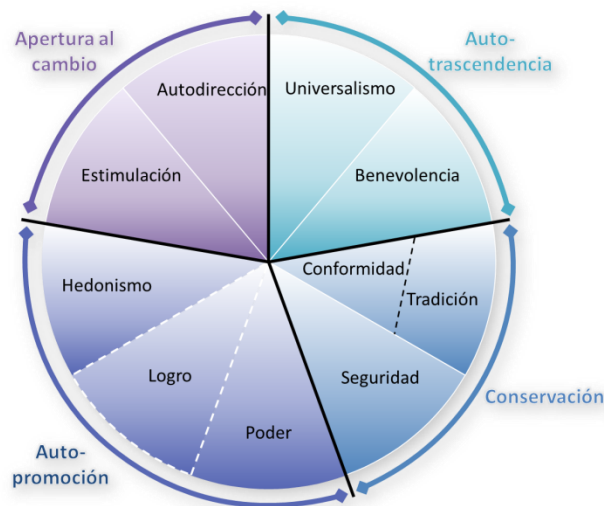 Apertura al
cambio
Auto-
trascendencia
Autodirección
Universalismo
Estimulación
Benevolencia
Conformidad
Hedonismo
Tradición
Logro
Seguridad
Poder
Conservación
Auto-
promoción